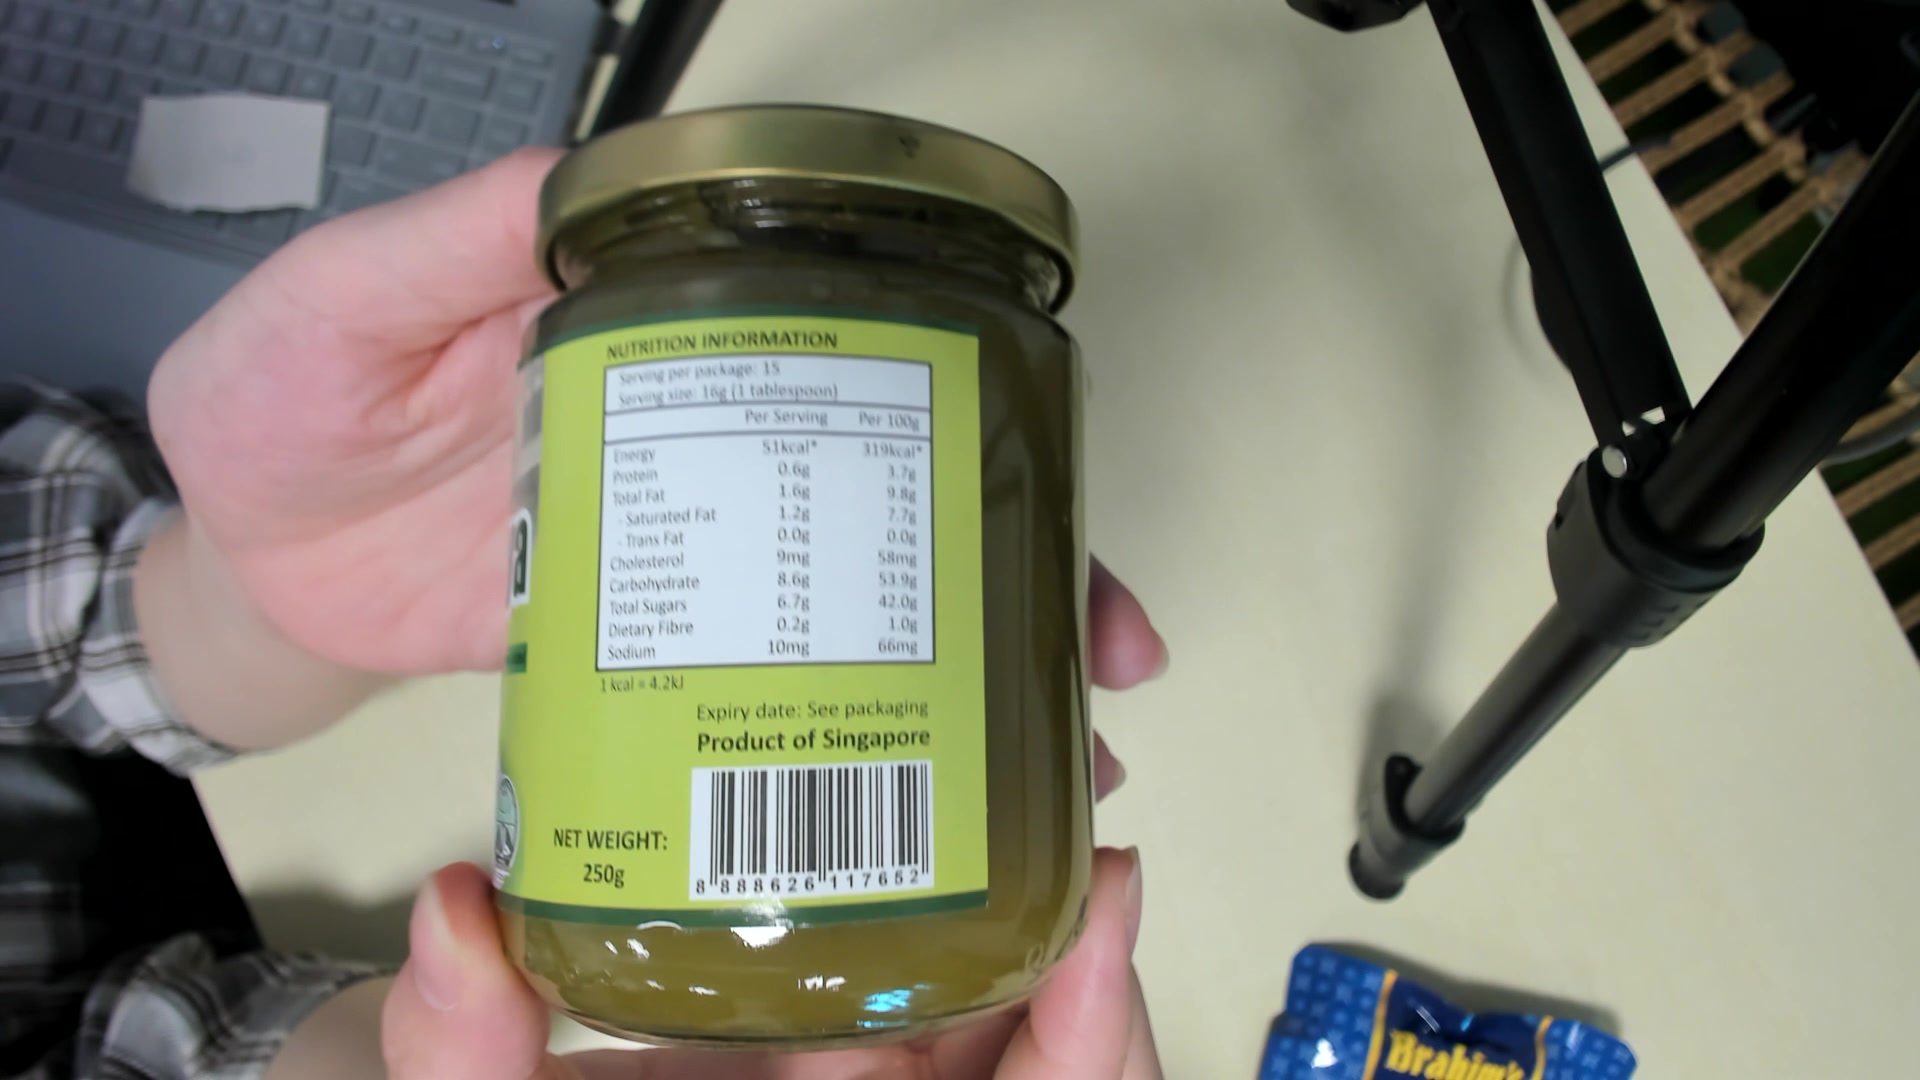 NUTRITION INFORMATION
Serving per package: 15
Serving size: 16g (1 tablespoon)
Per Serving Per 100g
Energy 51kcal* 319kcal*
Protein 0.6g 3.7g
Total Fat 1.6g 9.8g
- Saturated Fat 1.2g 7.7g
- Trans Fat 0.0g 0.0g
Cholesterol 9mg 58mg
Carbohydrate 8.6g 53.9g
Total Sugars 6.7g 42.0g
Dietary Fibre 0.2g 1.0g
Sodium 10mg 66mg
1 kcal = 4.2kJ
Expiry date: See packaging
Product of Singapore
NET WEIGHT:
250g
8 888626 117652
Brahim's